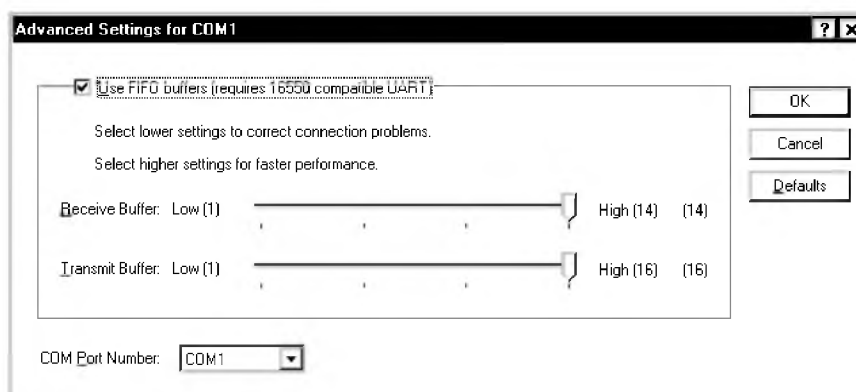 Advanced Settings for COM1
Use FIFO buffers (requires 16550 compatible UART)
OK
Select lower settings to correct connection problems.
Cancel
Select higher settings for faster performance.
Defaults
Receive Buffer: Low (1) High (14) (14)
Transmit Buffer: Low (1) High (16) (16)
COM Port Number: COM1